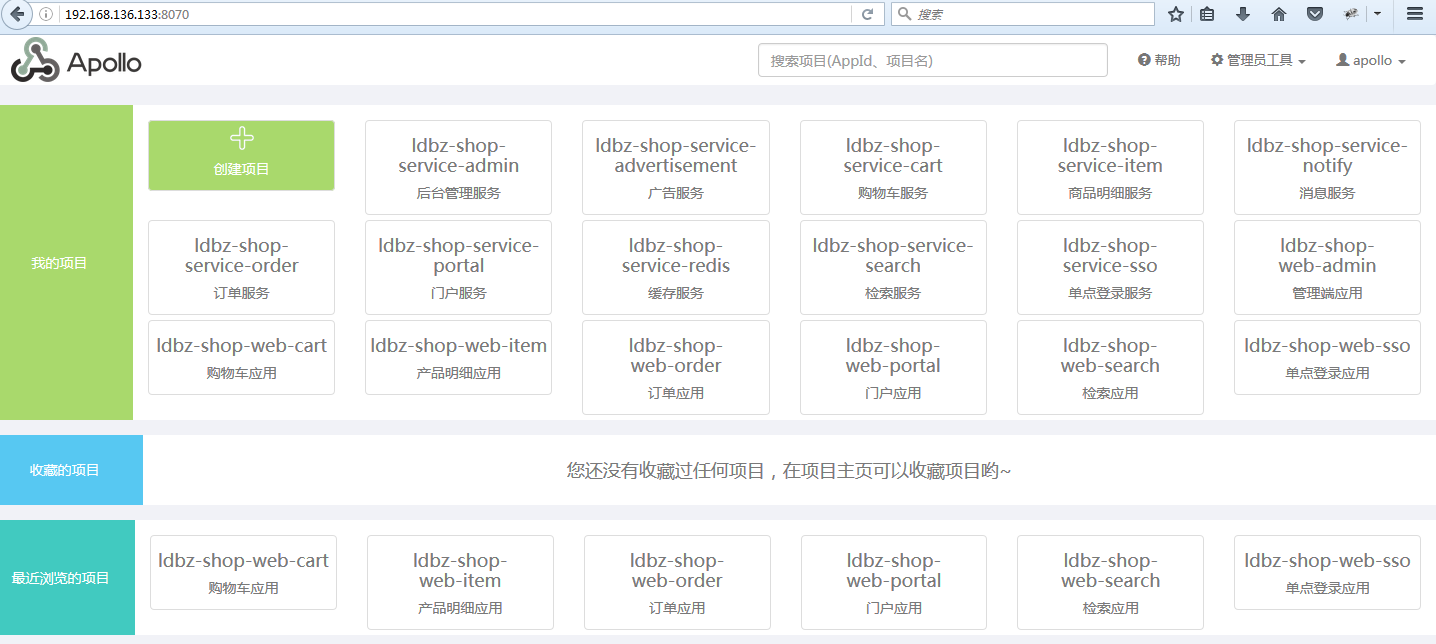 192.168.136.133:8070
搜索
Apollo
搜索项目(AppId、项目名)
帮助
管理员工具
apollo
我的项目
创建项目
ldbz-shop-
service-admin
后台管理服务
ldbz-shop-service-
advertisement
广告服务
ldbz-shop-
service-cart
购物车服务
ldbz-shop-
service-item
商品明细服务
ldbz-shop-service-
notify
消息服务
ldbz-shop-
service-order
订单服务
ldbz-shop-service-
portal
门户服务
ldbz-shop-
service-redis
缓存服务
ldbz-shop-service-
search
检索服务
ldbz-shop-
service-sso
单点登录服务
ldbz-shop-
web-admin
管理端应用
ldbz-shop-web-cart
购物车应用
ldbz-shop-web-item
产品明细应用
ldbz-shop-
web-order
订单应用
ldbz-shop-
web-portal
门户应用
ldbz-shop-
web-search
检索应用
ldbz-shop-web-sso
单点登录应用
收藏的项目
您还没有收藏过任何项目，在项目主页可以收藏项目哟~
最近浏览的项目
ldbz-shop-web-cart
购物车应用
ldbz-shop-
web-item
产品明细应用
ldbz-shop-
web-order
订单应用
ldbz-shop-
web-portal
门户应用
ldbz-shop-
web-search
检索应用
ldbz-shop-web-sso
单点登录应用